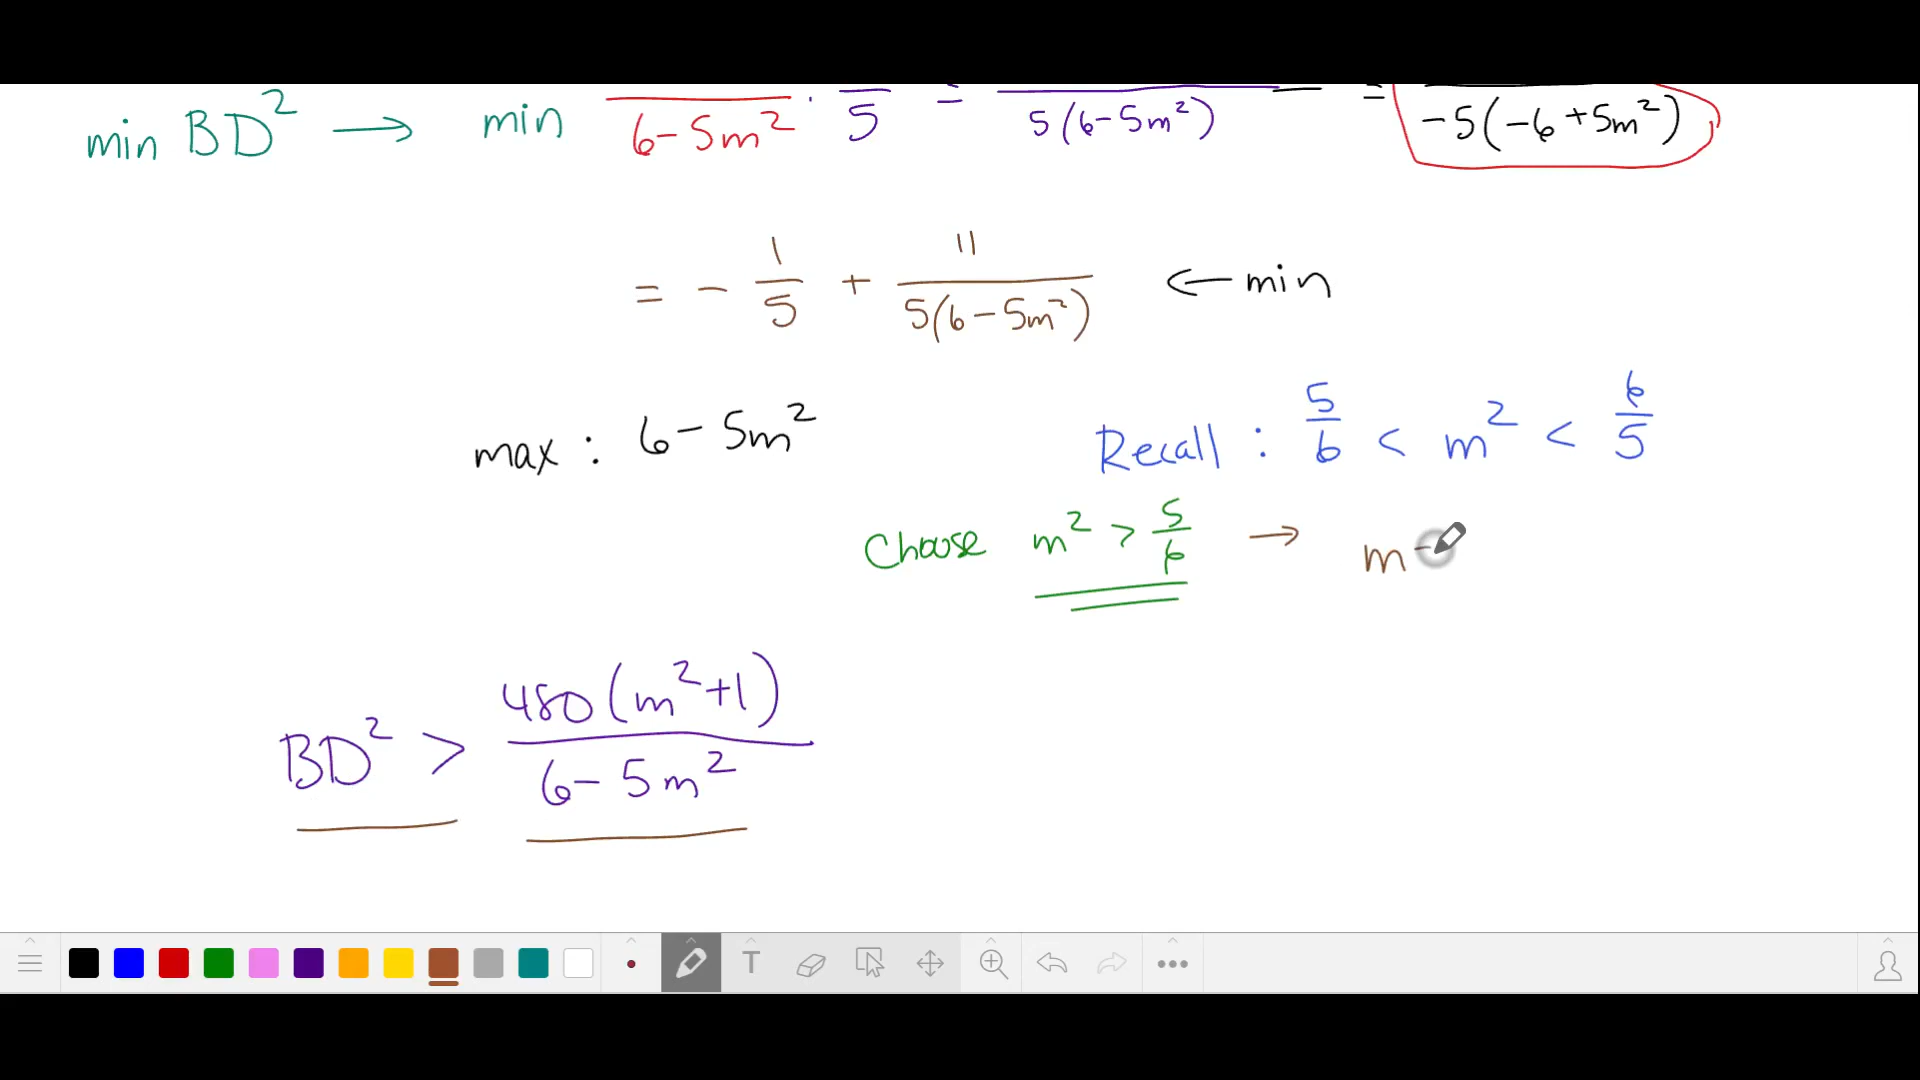 min BD² → min / 6-5m² · / 5 = / 5(6-5m²) = / -5(-6+5m²)
= - 1/5 + 11/5(6-5m²) ← min
max : 6-5m²
Recall : 5/6 < m² < 6/5
Choose m² > 5/6 → m -
BD² > 480(m²+1)/6-5m²
T